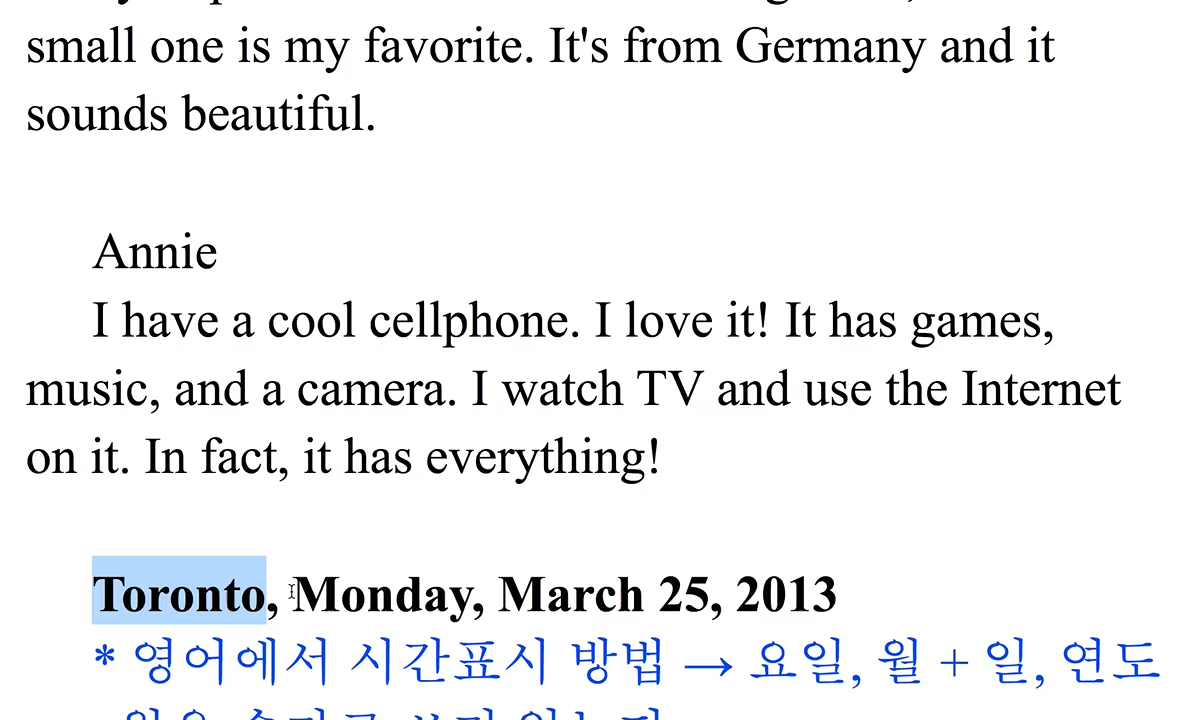 small one is my favorite. It's from Germany and it
sounds beautiful.
Annie
I have a cool cellphone. I love it! It has games,
music, and a camera. I watch TV and use the Internet
on it. In fact, it has everything!
Toronto, Monday, March 25, 2013
* 영어에서 시간표시 방법 → 요일, 월 + 일, 연도